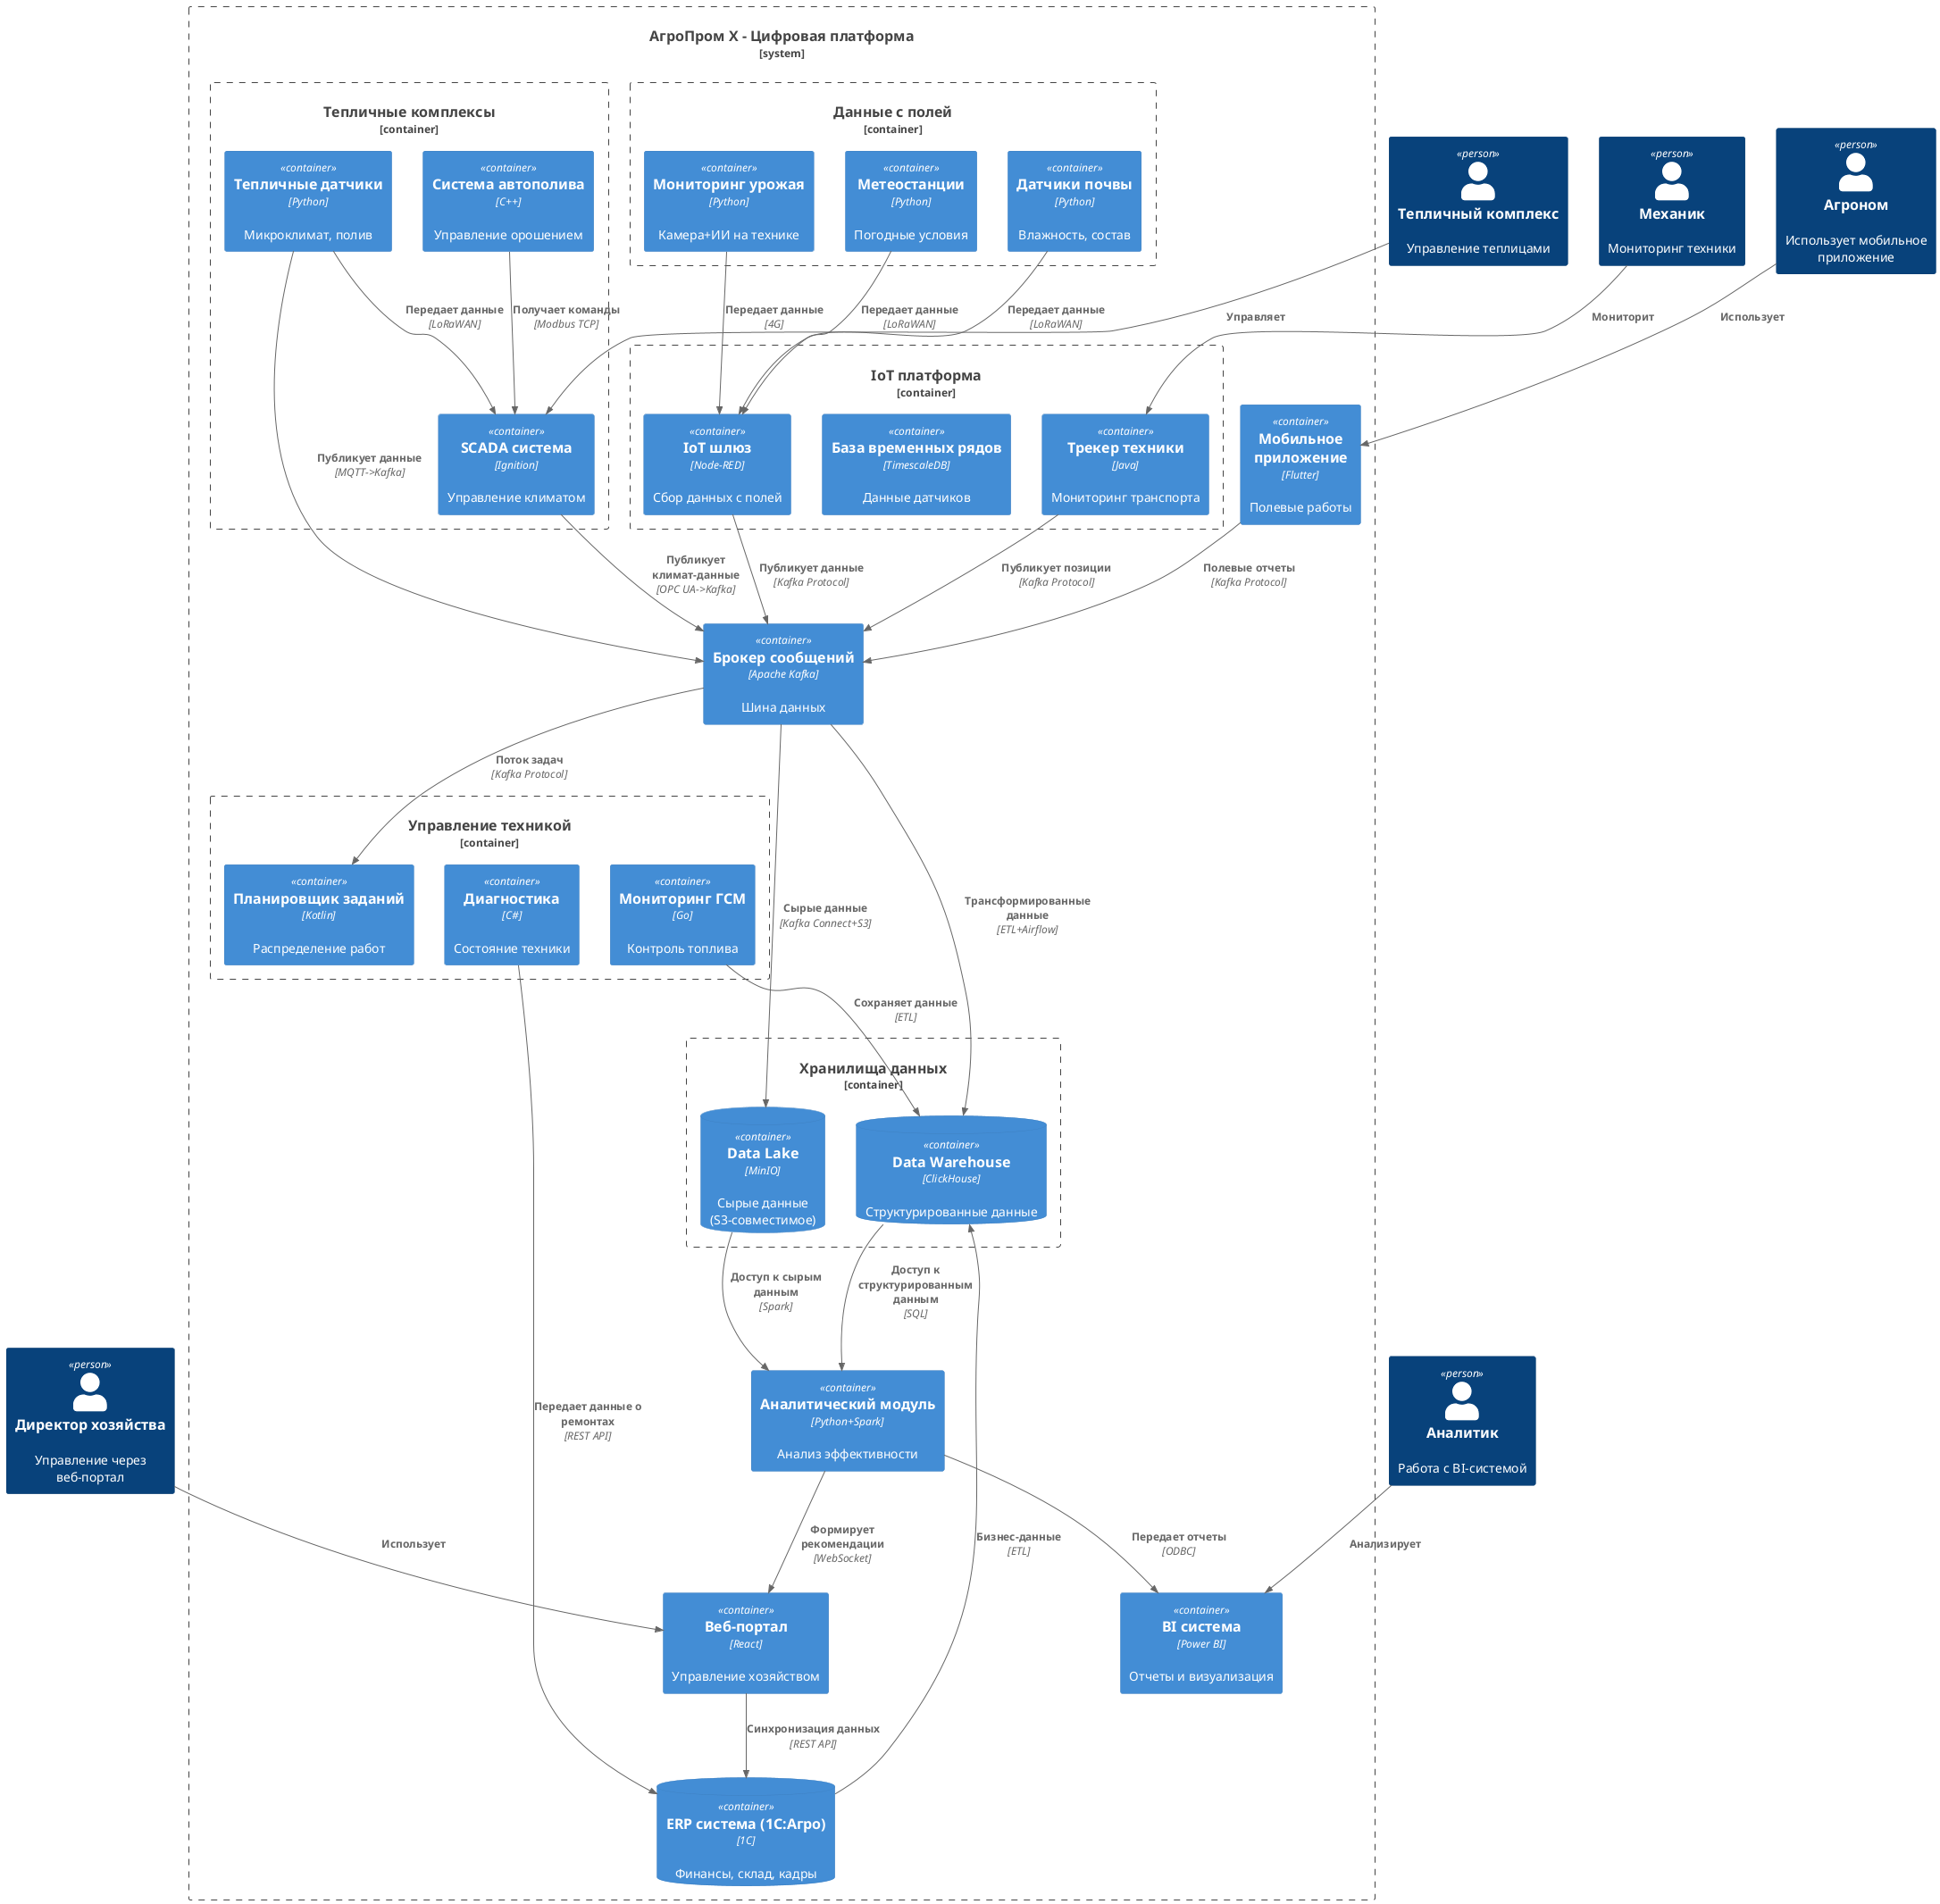 АгроПром X - Цифровая платформа
[system]
Тепличные комплексы
[container]
«container»
Тепличные датчики
[Python]
Микроклимат, полив
«container»
Система автополива
[C++]
Управление орошением
Данные с полей
[container]
«container»
Мониторинг урожая
[Python]
Камера+ИИ на технике
«container»
Метеостанции
[Python]
Погодные условия
«container»
Датчики почвы
[Python]
Влажность, состав
«person»
Тепличный комплекс
Управление теплицами
«person»
Механик
Мониторинг техники
«person»
Агроном
Использует мобильное
приложение
Передает данные
[LoRaWAN]
Получает команды
[Modbus TCP]
Передает данные
[4G]
Передает данные
[LoRaWAN]
Передает данные
[LoRaWAN]
Управляет
Мониторит
Использует
Публикует данные
[MQTT->Kafka]
«container»
SCADA система
[Ignition]
Управление климатом
IoT платформа
[container]
«container»
IoT шлюз
[Node-RED]
Сбор данных с полей
«container»
База временных рядов
[TimescaleDB]
Данные датчиков
«container»
Трекер техники
[Java]
Мониторинг транспорта
«container»
Мобильное
приложение
[Flutter]
Полевые работы
Публикует
климат-данные
[OPC UA->Kafka]
Публикует данные
[Kafka Protocol]
Публикует позиции
[Kafka Protocol]
Полевые отчеты
[Kafka Protocol]
«container»
Брокер сообщений
[Apache Kafka]
Шина данных
Поток задач
[Kafka Protocol]
Управление техникой
[container]
«container»
Планировщик заданий
[Kotlin]
Распределение работ
«container»
Диагностика
[C#]
Состояние техники
«container»
Мониторинг ГСМ
[Go]
Контроль топлива
Сырые данные
[Kafka Connect+S3]
Трансформированные
данные
[ETL+Airflow]
Сохраняет данные
[ETL]
Хранилища данных
[container]
«container»
Data Lake
[MinIO]
Сырые данные
(S3-совместимое)
«container»
Data Warehouse
[ClickHouse]
Структурированные данные
Доступ к сырым
данным
[Spark]
Доступ к
структурированным
данным
[SQL]
«person»
Директор хозяйства
Управление через
веб-портал
Передает данные о
ремонтах
[REST API]
«container»
Аналитический модуль
[Python+Spark]
Анализ эффективности
«person»
Аналитик
Работа с BI-системой
Использует
Формирует
рекомендации
[WebSocket]
Бизнес-данные
[ETL]
Передает отчеты
[ODBC]
Анализирует
«container»
Веб-портал
[React]
Управление хозяйством
«container»
BI система
[Power BI]
Отчеты и визуализация
Синхронизация данных
[REST API]
«container»
ERP система (1С:Агро)
[1C]
Финансы, склад, кадры